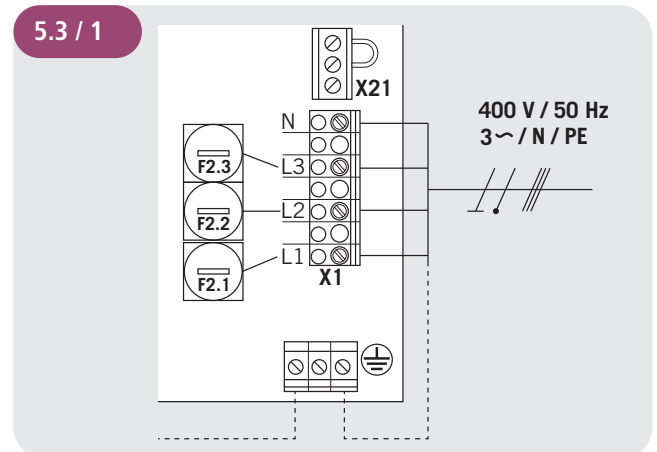 5.3 / 1
X21
400 V / 50 Hz
3~ / N / PE
N
F2.3
L3
F2.2
L2
F2.1
L1
X1